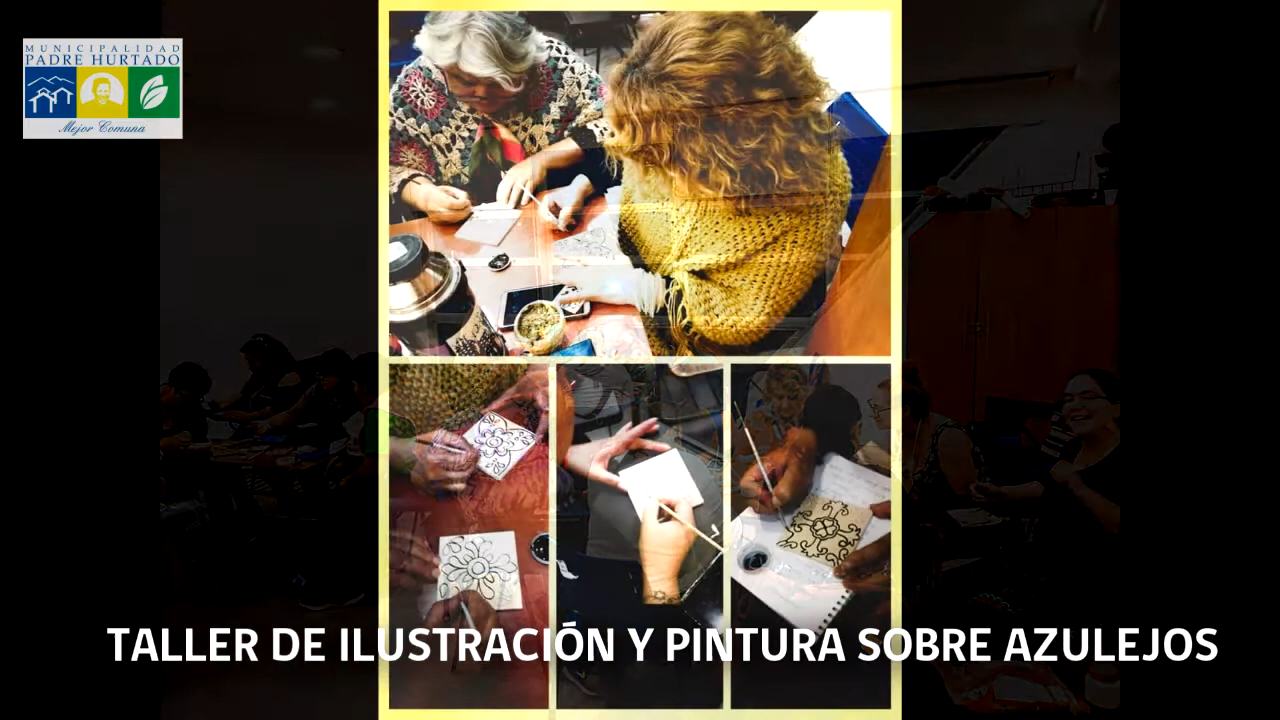 MUNICIPALIDAD
PADRE HURTADO
Mejor Comuna
TALLER DE ILUSTRACIÓN Y PINTURA SOBRE AZULEJOS